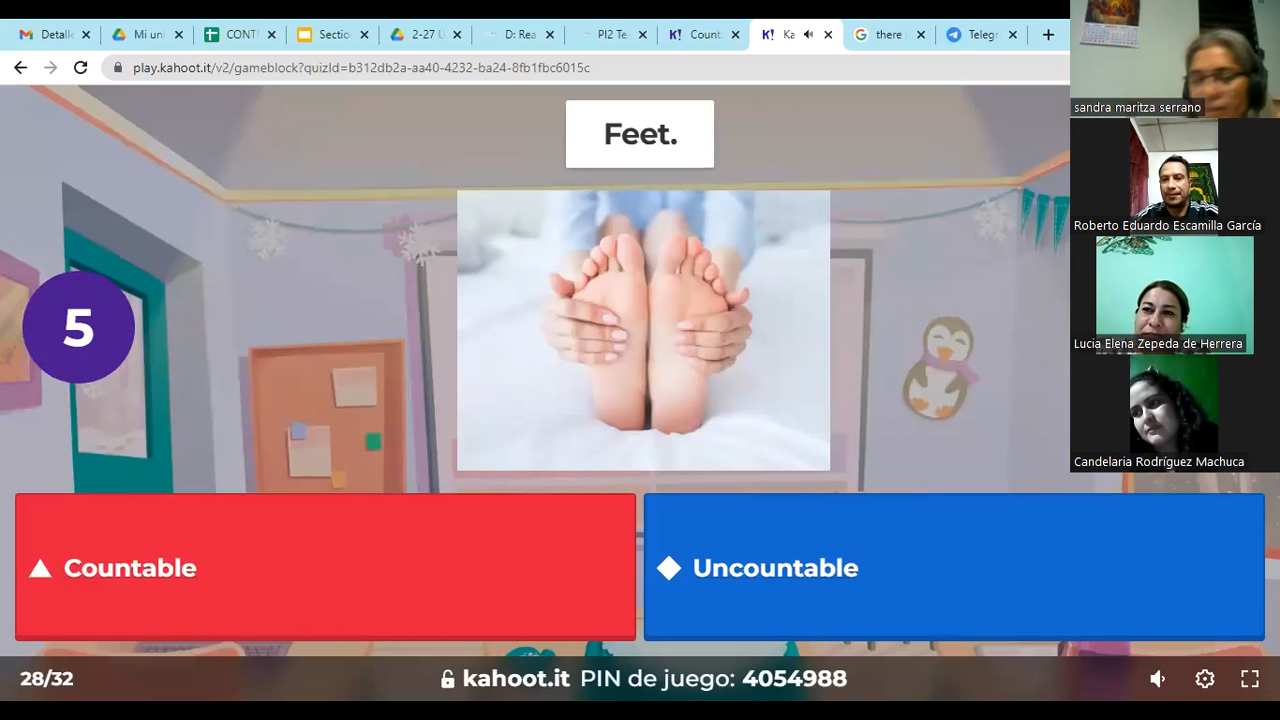 Detalle
Mi uni
CONT
Sectio
2-27 U
D: Rea
PI2 Te
K! Count
K! Ka
there
Telegr
play.kahoot.it/v2/gameblock?quizId=b312db2a-aa40-4232-ba24-8fb1fbc6015c
Feet.
5
Countable
Uncountable
28/32
kahoot.it PIN de juego: 4054988
sandra maritza serrano
Roberto Eduardo Escamilla García
Lucia Elena Zepeda de Herrera
Candelaria Rodríguez Machuca